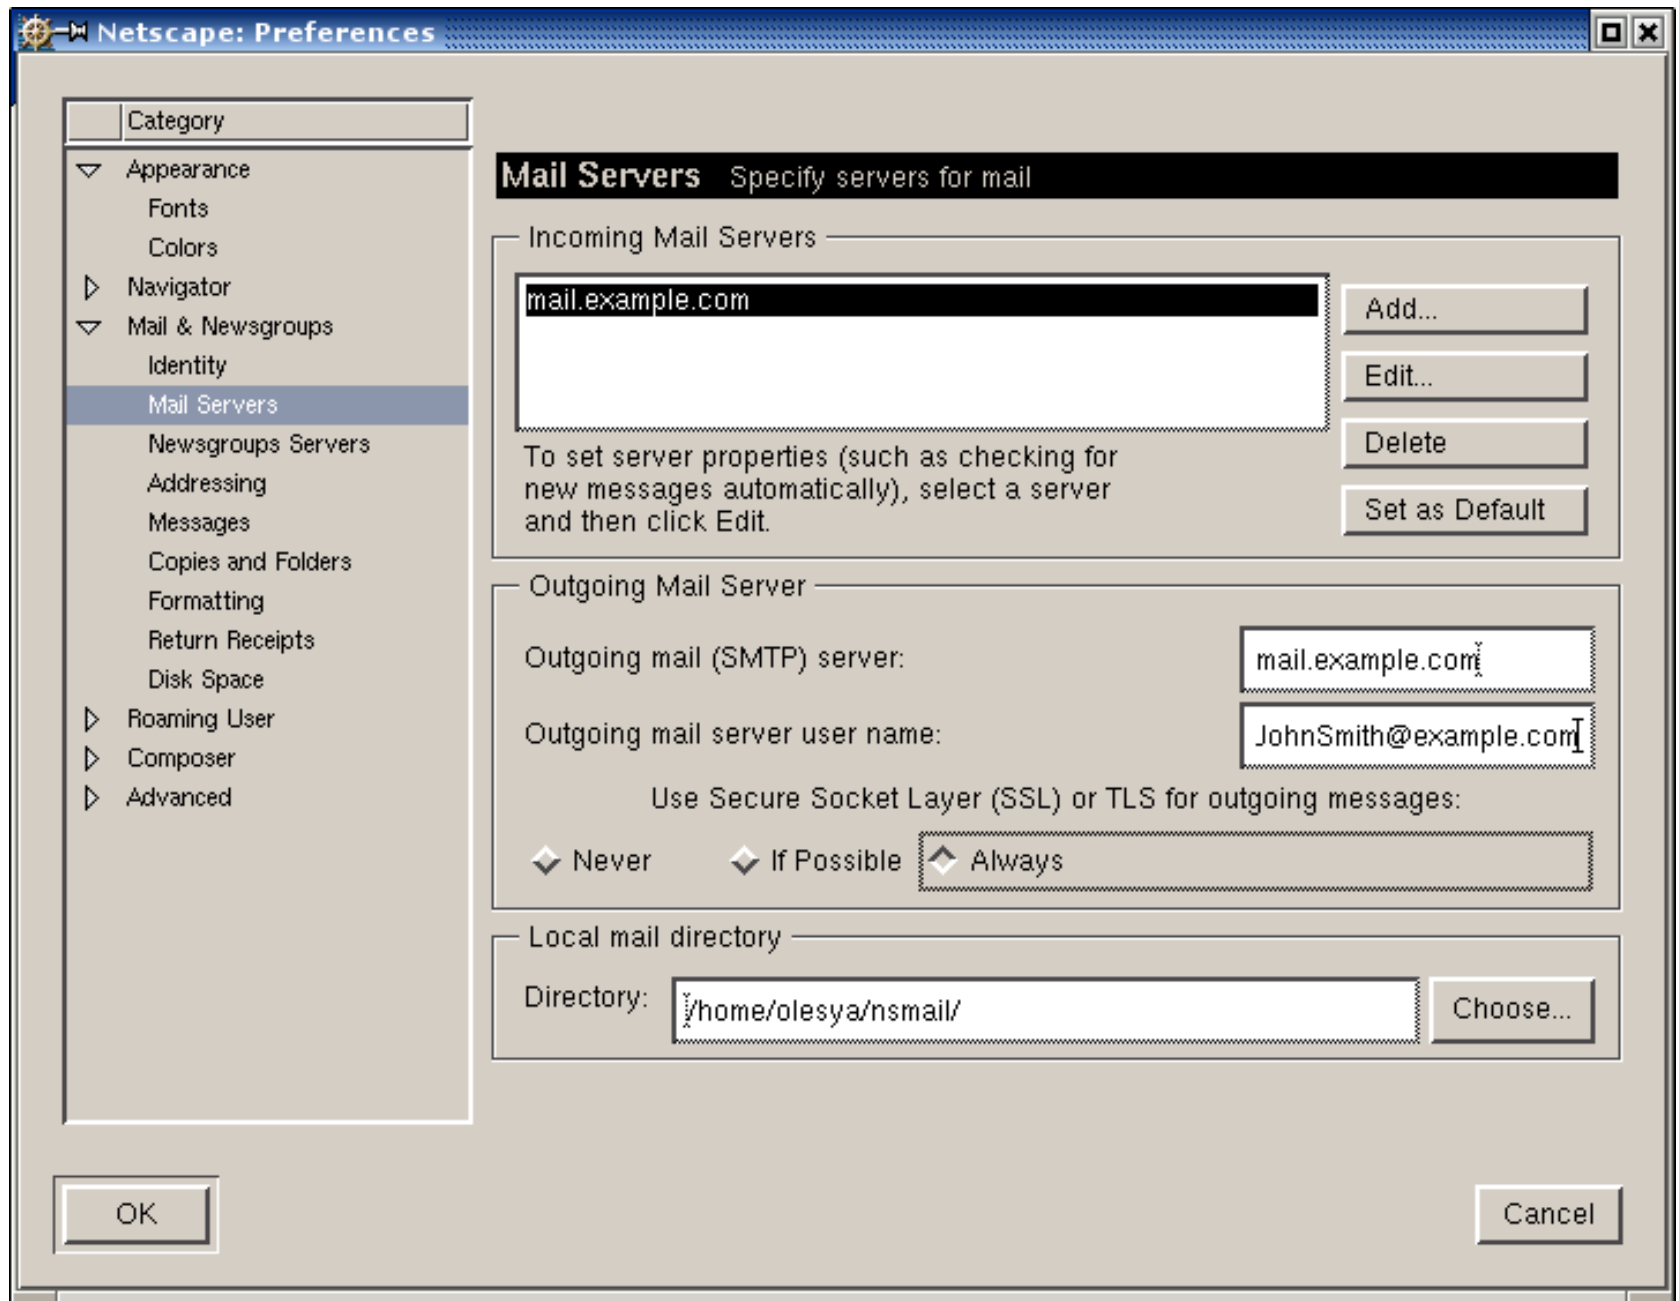 Netscape: Preferences
Category
Appearance
Fonts
Colors
Navigator
Mail & Newsgroups
Identity
Mail Servers
Newsgroups Servers
Addressing
Messages
Copies and Folders
Formatting
Return Receipts
Disk Space
Roaming User
Composer
Advanced
Mail Servers Specify servers for mail
Incoming Mail Servers
mail.example.com
Add...
Edit...
Delete
Set as Default
To set server properties (such as checking for
new messages automatically), select a server
and then click Edit.
Outgoing Mail Server
Outgoing mail (SMTP) server: mail.example.com
Outgoing mail server user name: JohnSmith@example.com
Use Secure Socket Layer (SSL) or TLS for outgoing messages:
Never If Possible Always
Local mail directory
Directory: /home/olesya/nsmail/ Choose...
OK Cancel